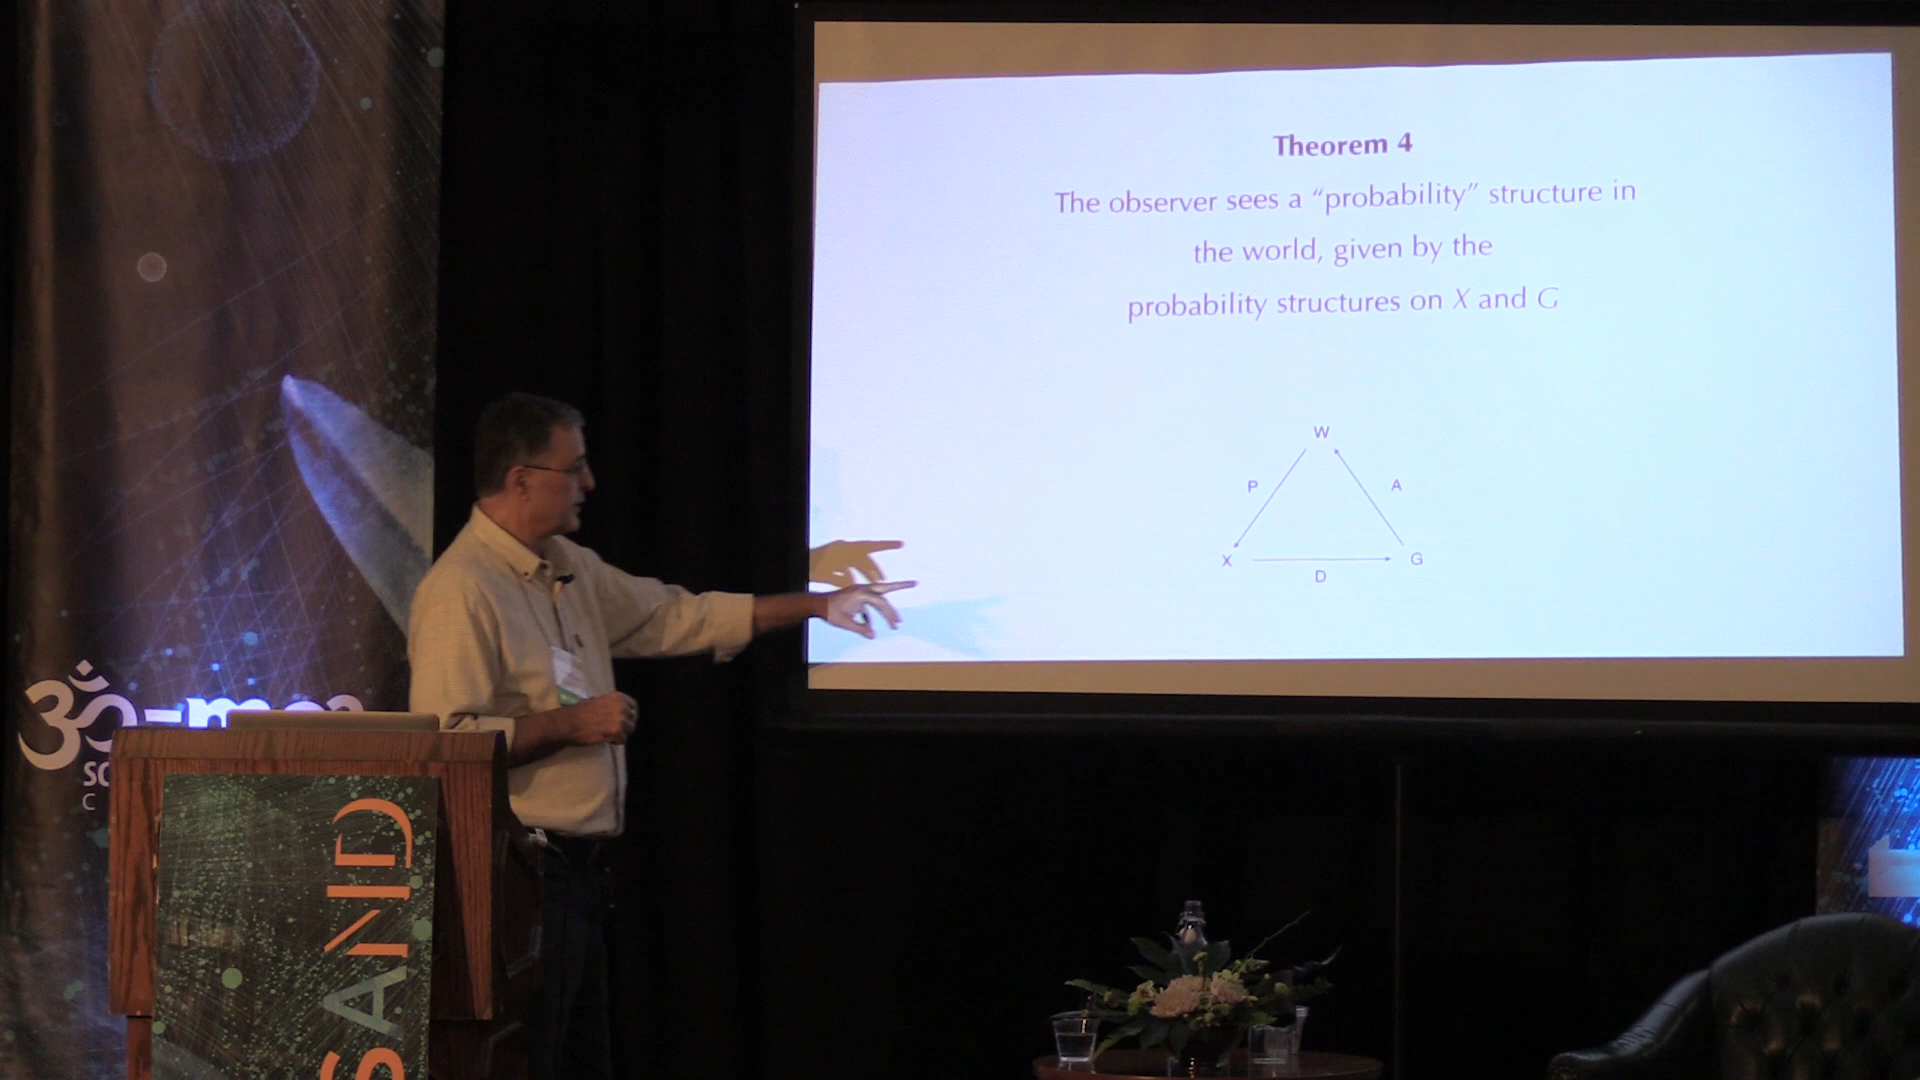 Theorem 4
The observer sees a “probability” structure in
the world, given by the
probability structures on X and G
W
P
A
X
G
D
ॐ
SAND